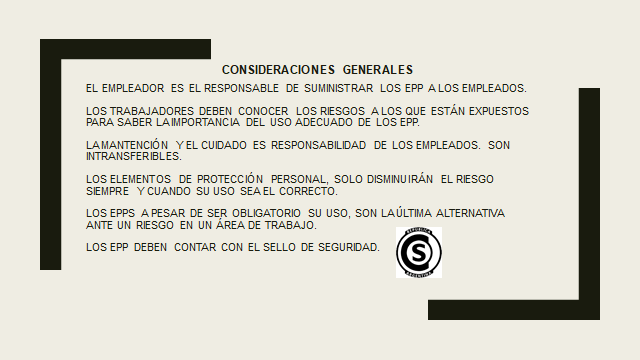 CONSIDERACIONES GENERALES
EL EMPLEADOR ES EL RESPONSABLE DE SUMINISTRAR LOS EPP A LOS EMPLEADOS.
LOS TRABAJADORES DEBEN CONOCER LOS RIESGOS A LOS QUE ESTÁN EXPUESTOS
PARA SABER LA IMPORTANCIA DEL USO ADECUADO DE LOS EPP.
LA MANTENCIÓN Y EL CUIDADO ES RESPONSABILIDAD DE LOS EMPLEADOS. SON
INTRANSFERIBLES.
LOS ELEMENTOS DE PROTECCIÓN PERSONAL, SOLO DISMINUIRÁN EL RIESGO
SIEMPRE Y CUANDO SU USO SEA EL CORRECTO.
LOS EPPS A PESAR DE SER OBLIGATORIO SU USO, SON LA ÚLTIMA ALTERNATIVA
ANTE UN RIESGO EN UN ÁREA DE TRABAJO.
LOS EPP DEBEN CONTAR CON EL SELLO DE SEGURIDAD.
REPUBLICA
S
ARGENTINA